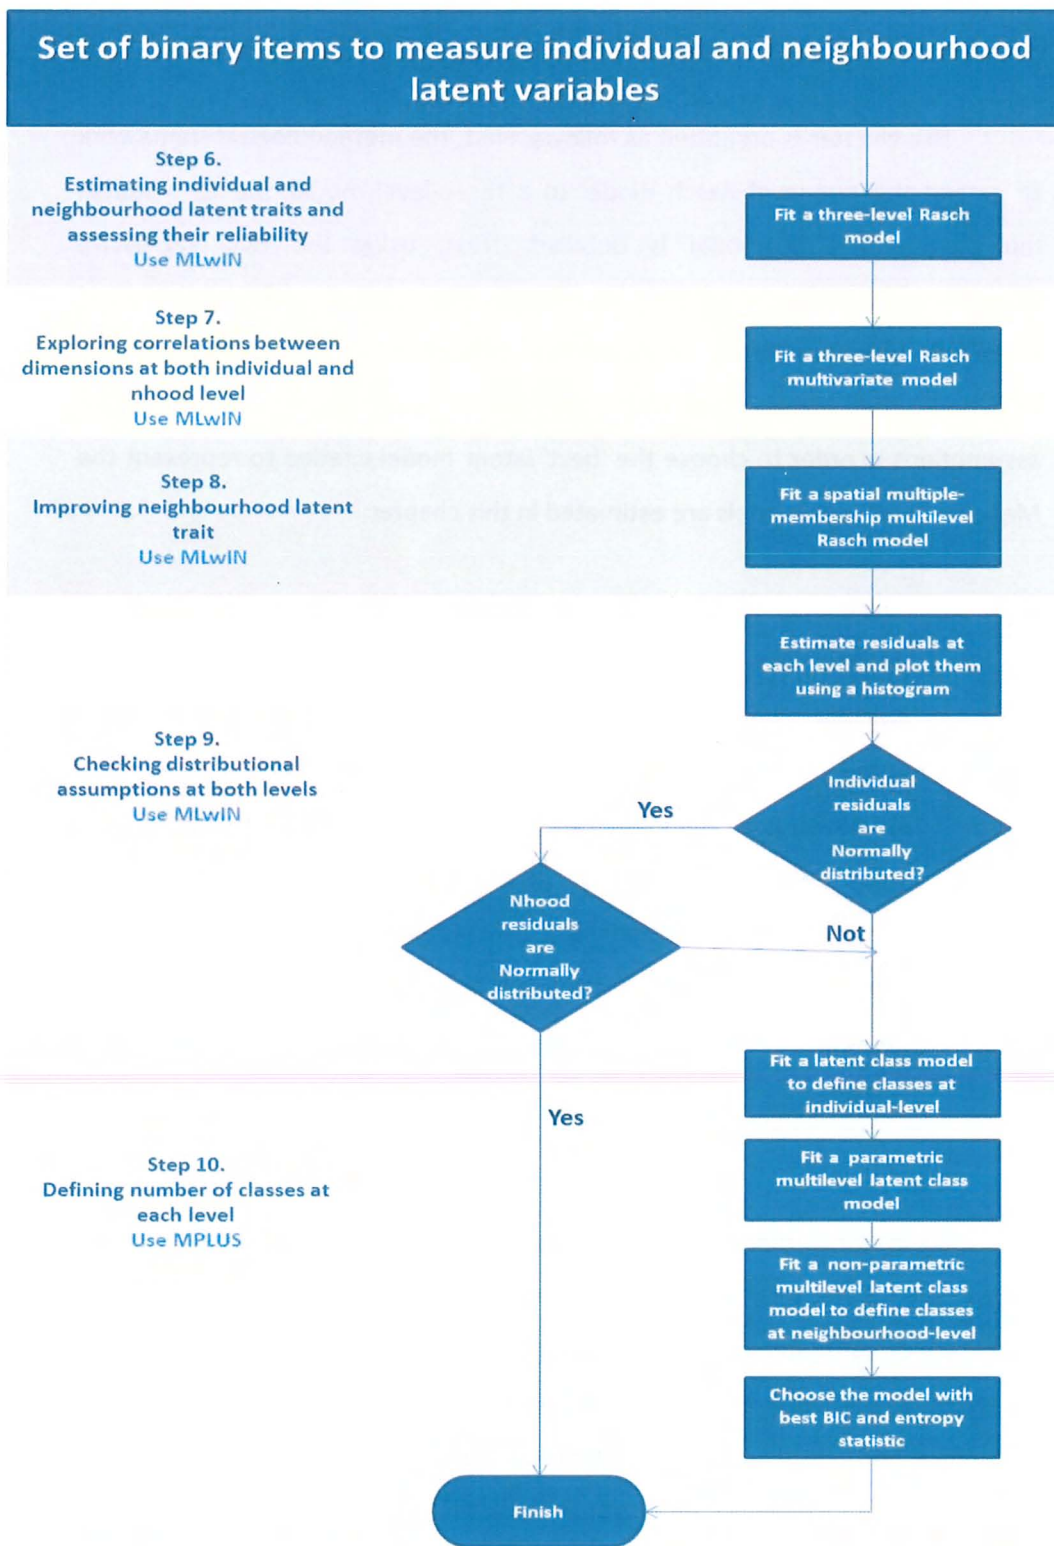 Set of binary items to measure individual and neighbourhood
latent variables
Step 6.
Estimating individual and
neighbourhood latent traits and
assessing their reliability
Use MLwIN
Fit a three-level Rasch
model
Step 7.
Exploring correlations between
dimensions at both individual and
nhood level
Use MLwIN
Fit a three-level Rasch
multivariate model
Step 8.
Improving neighbourhood latent
trait
Use MLwIN
Fit a spatial multiple-
membership multilevel
Rasch model
Estimate residuals at
each level and plot them
using a histogram
Step 9.
Checking distributional
assumptions at both levels
Use MLwIN
Individual
residuals
are
Normally
distributed?
Yes
Nhood
residuals
are
Normally
distributed?
Not
Yes
Fit a latent class model
to define classes at
individual-level
Step 10.
Defining number of classes at
each level
Use MPLUS
Fit a parametric
multilevel latent class
model
Fit a non-parametric
multilevel latent class
model to define classes
at neighbourhood-level
Choose the model with
best BIC and entropy
statistic
Finish